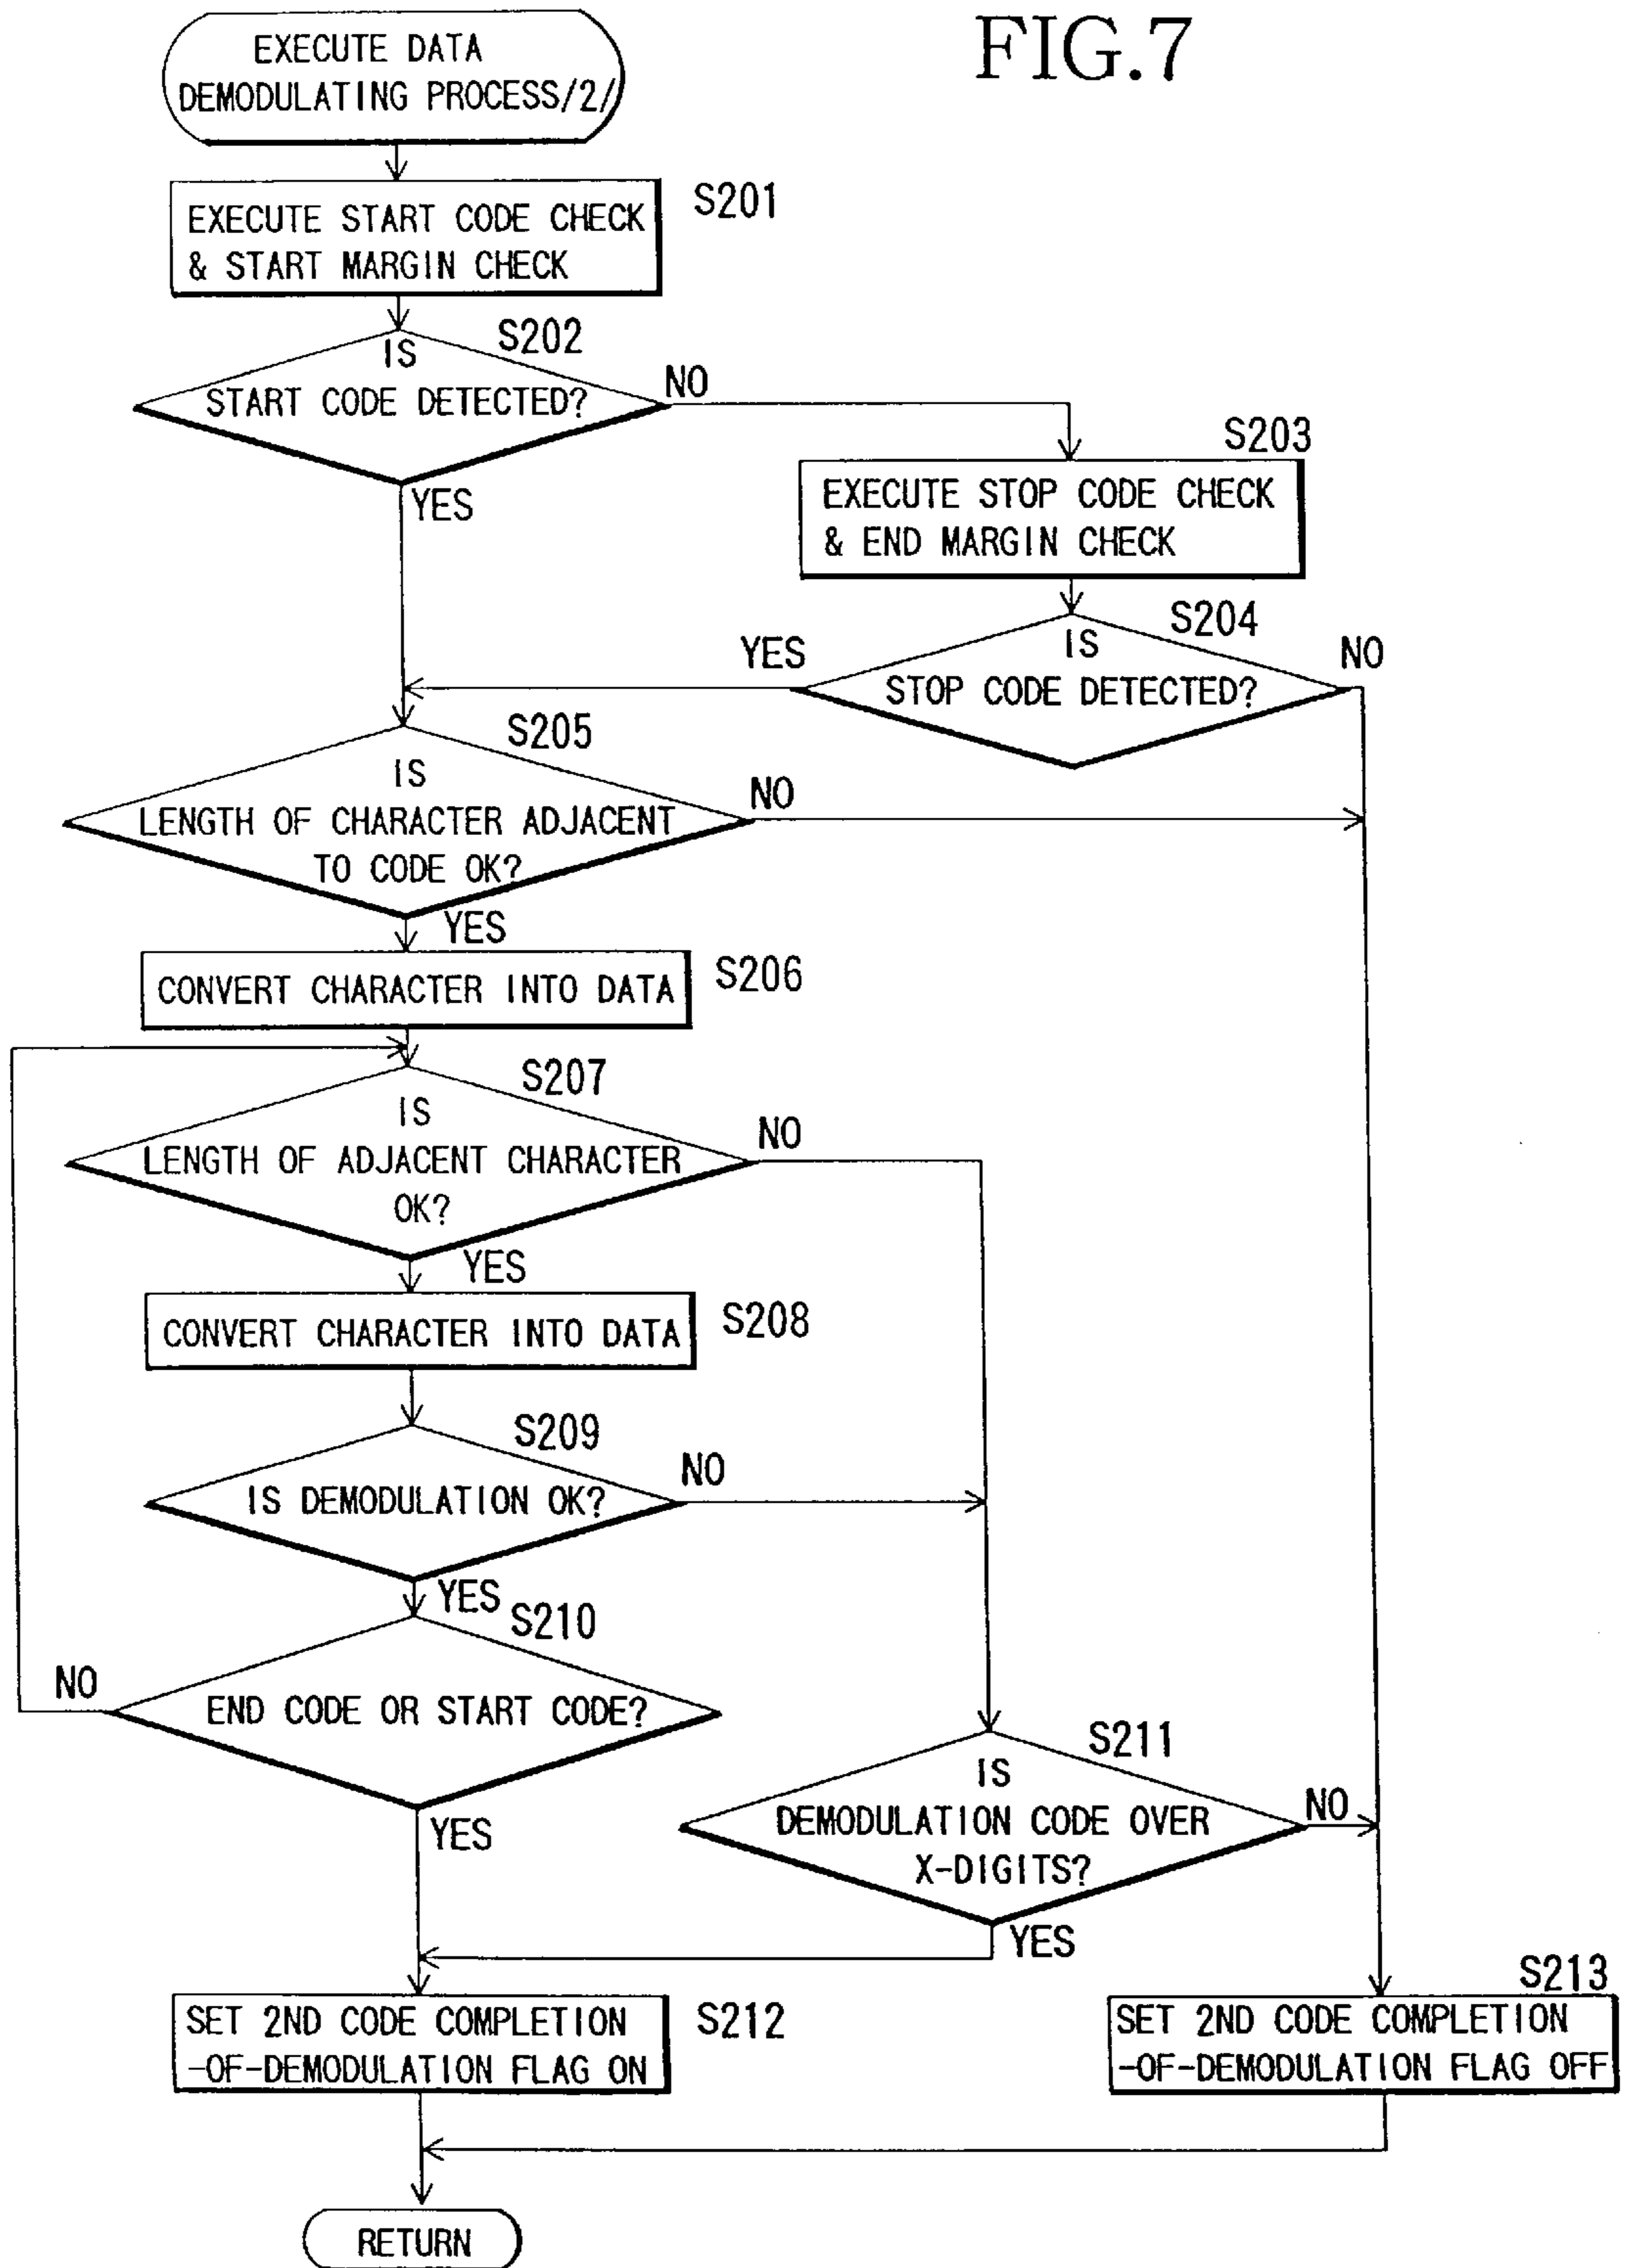 FIG.7
EXECUTE DATA
DEMODULATING PROCESS/2/
S201
EXECUTE START CODE CHECK
& START MARGIN CHECK
S202
IS
START CODE DETECTED?
NO
YES
S203
EXECUTE STOP CODE CHECK
& END MARGIN CHECK
S204
IS
STOP CODE DETECTED?
YES
NO
S205
IS
LENGTH OF CHARACTER ADJACENT
TO CODE OK?
NO
YES
S206
CONVERT CHARACTER INTO DATA
S207
IS
LENGTH OF ADJACENT CHARACTER
OK?
NO
YES
S208
CONVERT CHARACTER INTO DATA
S209
IS DEMODULATION OK?
NO
YES
S210
END CODE OR START CODE?
NO
YES
S211
IS
DEMODULATION CODE OVER
X-DIGITS?
NO
YES
S212
SET 2ND CODE COMPLETION
-OF-DEMODULATION FLAG ON
S213
SET 2ND CODE COMPLETION
-OF-DEMODULATION FLAG OFF
RETURN